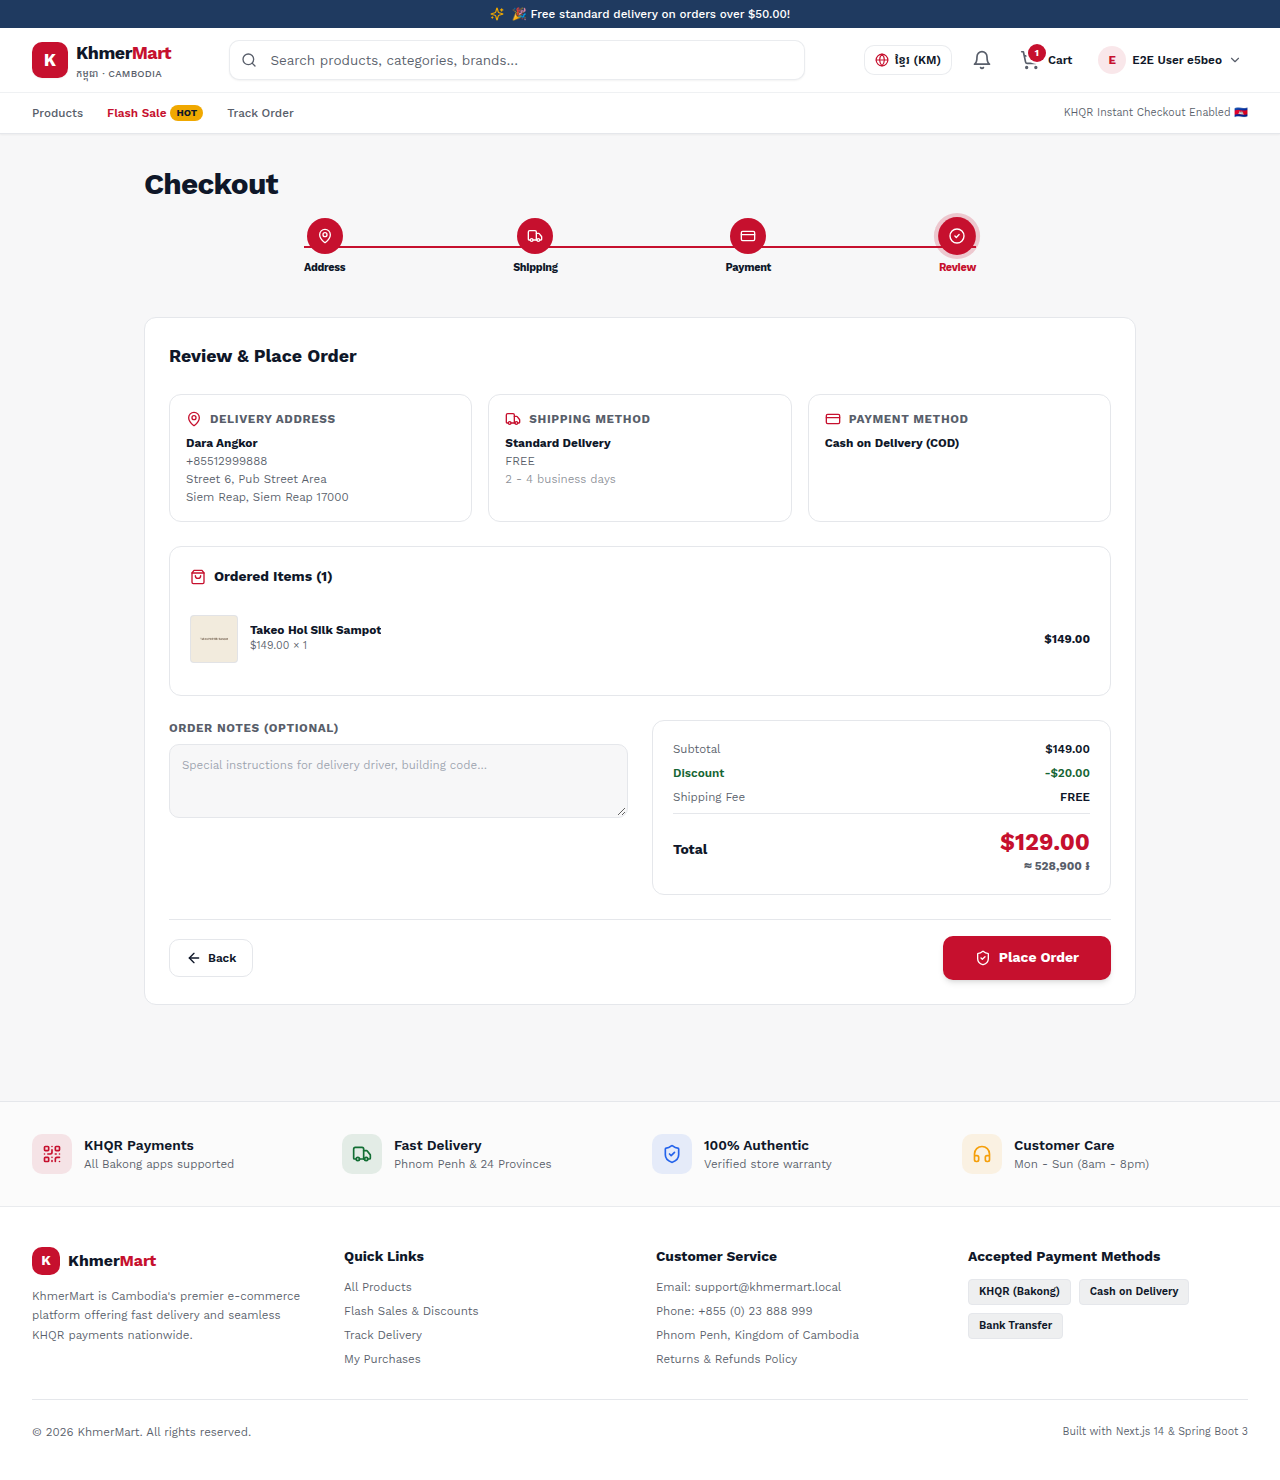 ✨ 🎉 Free standard delivery on orders over $50.00!
K
KhmerMart
កម្ពុជា · CAMBODIA
Search products, categories, brands...
ខ្មែរ (KM)
1
Cart
E
E2E User e5beo
Products
Flash Sale HOT
Track Order
KHQR Instant Checkout Enabled 🇰🇭
Checkout
Address
Shipping
Payment
Review
Review & Place Order
DELIVERY ADDRESS
Dara Angkor
+85512999888
Street 6, Pub Street Area
Siem Reap, Siem Reap 17000
SHIPPING METHOD
Standard Delivery
FREE
2 - 4 business days
PAYMENT METHOD
Cash on Delivery (COD)
Ordered Items (1)
Takeo Hol Silk Sampot
$149.00 × 1
$149.00
ORDER NOTES (OPTIONAL)
Special instructions for delivery driver, building code...
Subtotal $149.00
Discount -$20.00
Shipping Fee FREE
Total $129.00
≈ 528,900 ៛
Back
Place Order
KHQR Payments
All Bakong apps supported
Fast Delivery
Phnom Penh & 24 Provinces
100% Authentic
Verified store warranty
Customer Care
Mon - Sun (8am - 8pm)
K
KhmerMart
KhmerMart is Cambodia's premier e-commerce
platform offering fast delivery and seamless
KHQR payments nationwide.
Quick Links
All Products
Flash Sales & Discounts
Track Delivery
My Purchases
Customer Service
Email: support@khmermart.local
Phone: +855 (0) 23 888 999
Phnom Penh, Kingdom of Cambodia
Returns & Refunds Policy
Accepted Payment Methods
KHQR (Bakong)
Cash on Delivery
Bank Transfer
© 2026 KhmerMart. All rights reserved.
Built with Next.js 14 & Spring Boot 3